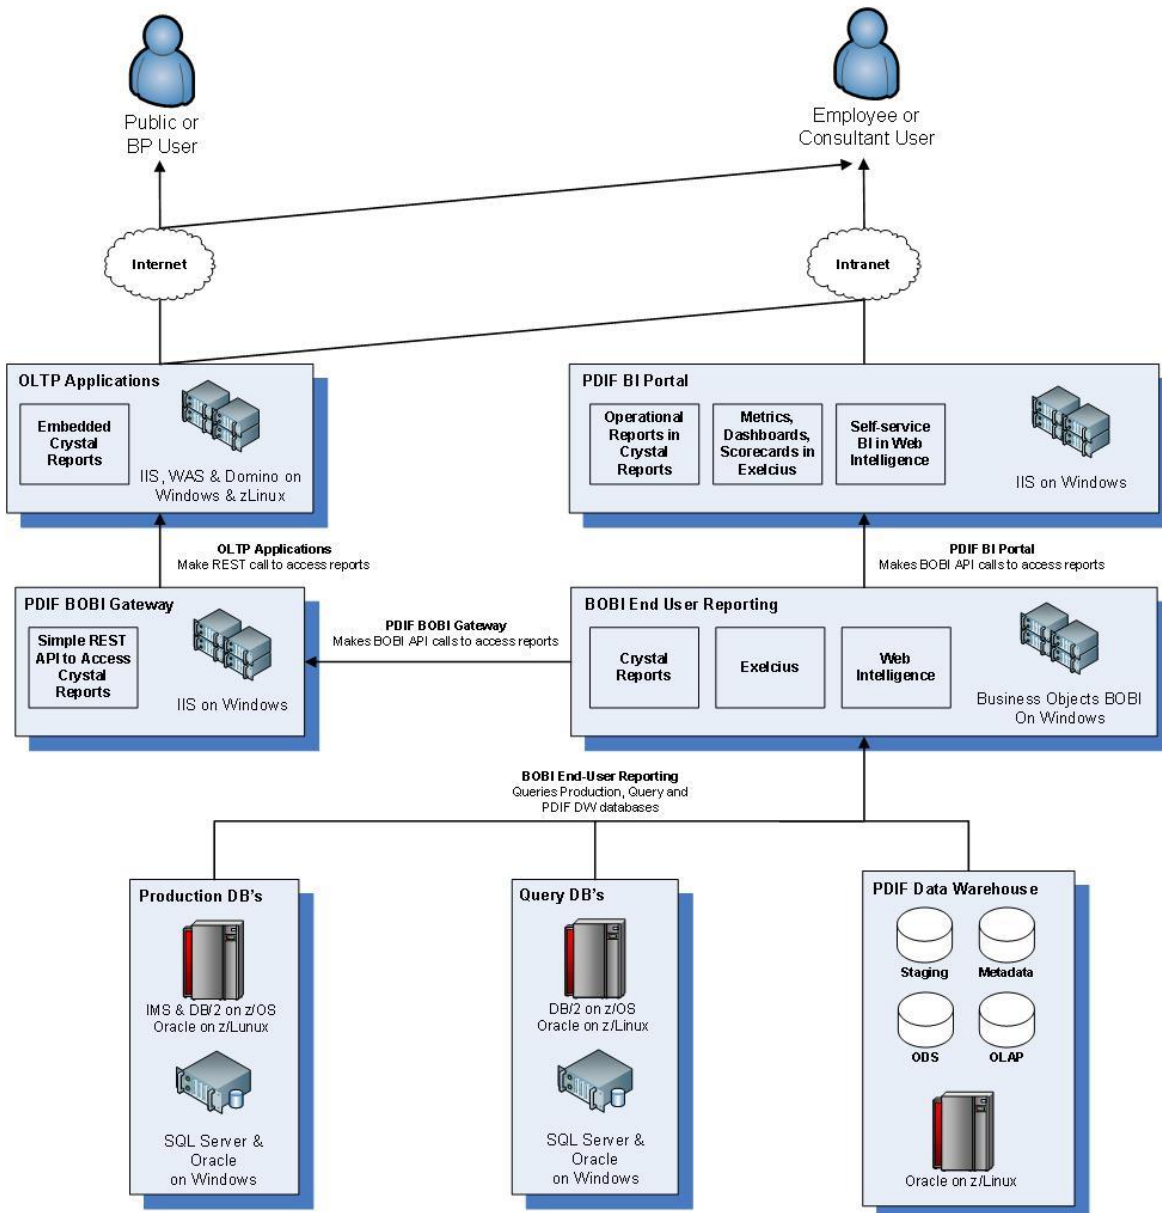 Public or
BP User
Employee or
Consultant User
Internet
Intranet
OLTP Applications
Embedded
Crystal
Reports
IIS, WAS & Domino on
Windows & zLinux
PDIF BI Portal
Operational
Reports in
Crystal
Reports
Metrics,
Dashboards,
Scorecards in
Exelcius
Self-service
BI in Web
Intelligence
IIS on Windows
OLTP Applications
Make REST call to access reports
PDIF BI Portal
Makes BOBI API calls to access reports
PDIF BOBI Gateway
Simple REST
API to Access
Crystal
Reports
IIS on Windows
PDIF BOBI Gateway
Makes BOBI API calls to access reports
BOBI End User Reporting
Crystal
Reports
Exelcius
Web
Intelligence
Business Objects BOBI
On Windows
BOBI End-User Reporting
Queries Production, Query and
PDIF DW databases
Production DB's
IMS & DB/2 on z/OS
Oracle on z/Lunux
SQL Server &
Oracle
on Windows
Query DB's
DB/2 on z/OS
Oracle on z/Linux
SQL Server &
Oracle
on Windows
PDIF Data Warehouse
Staging
Metadata
ODS
OLAP
Oracle on z/Linux